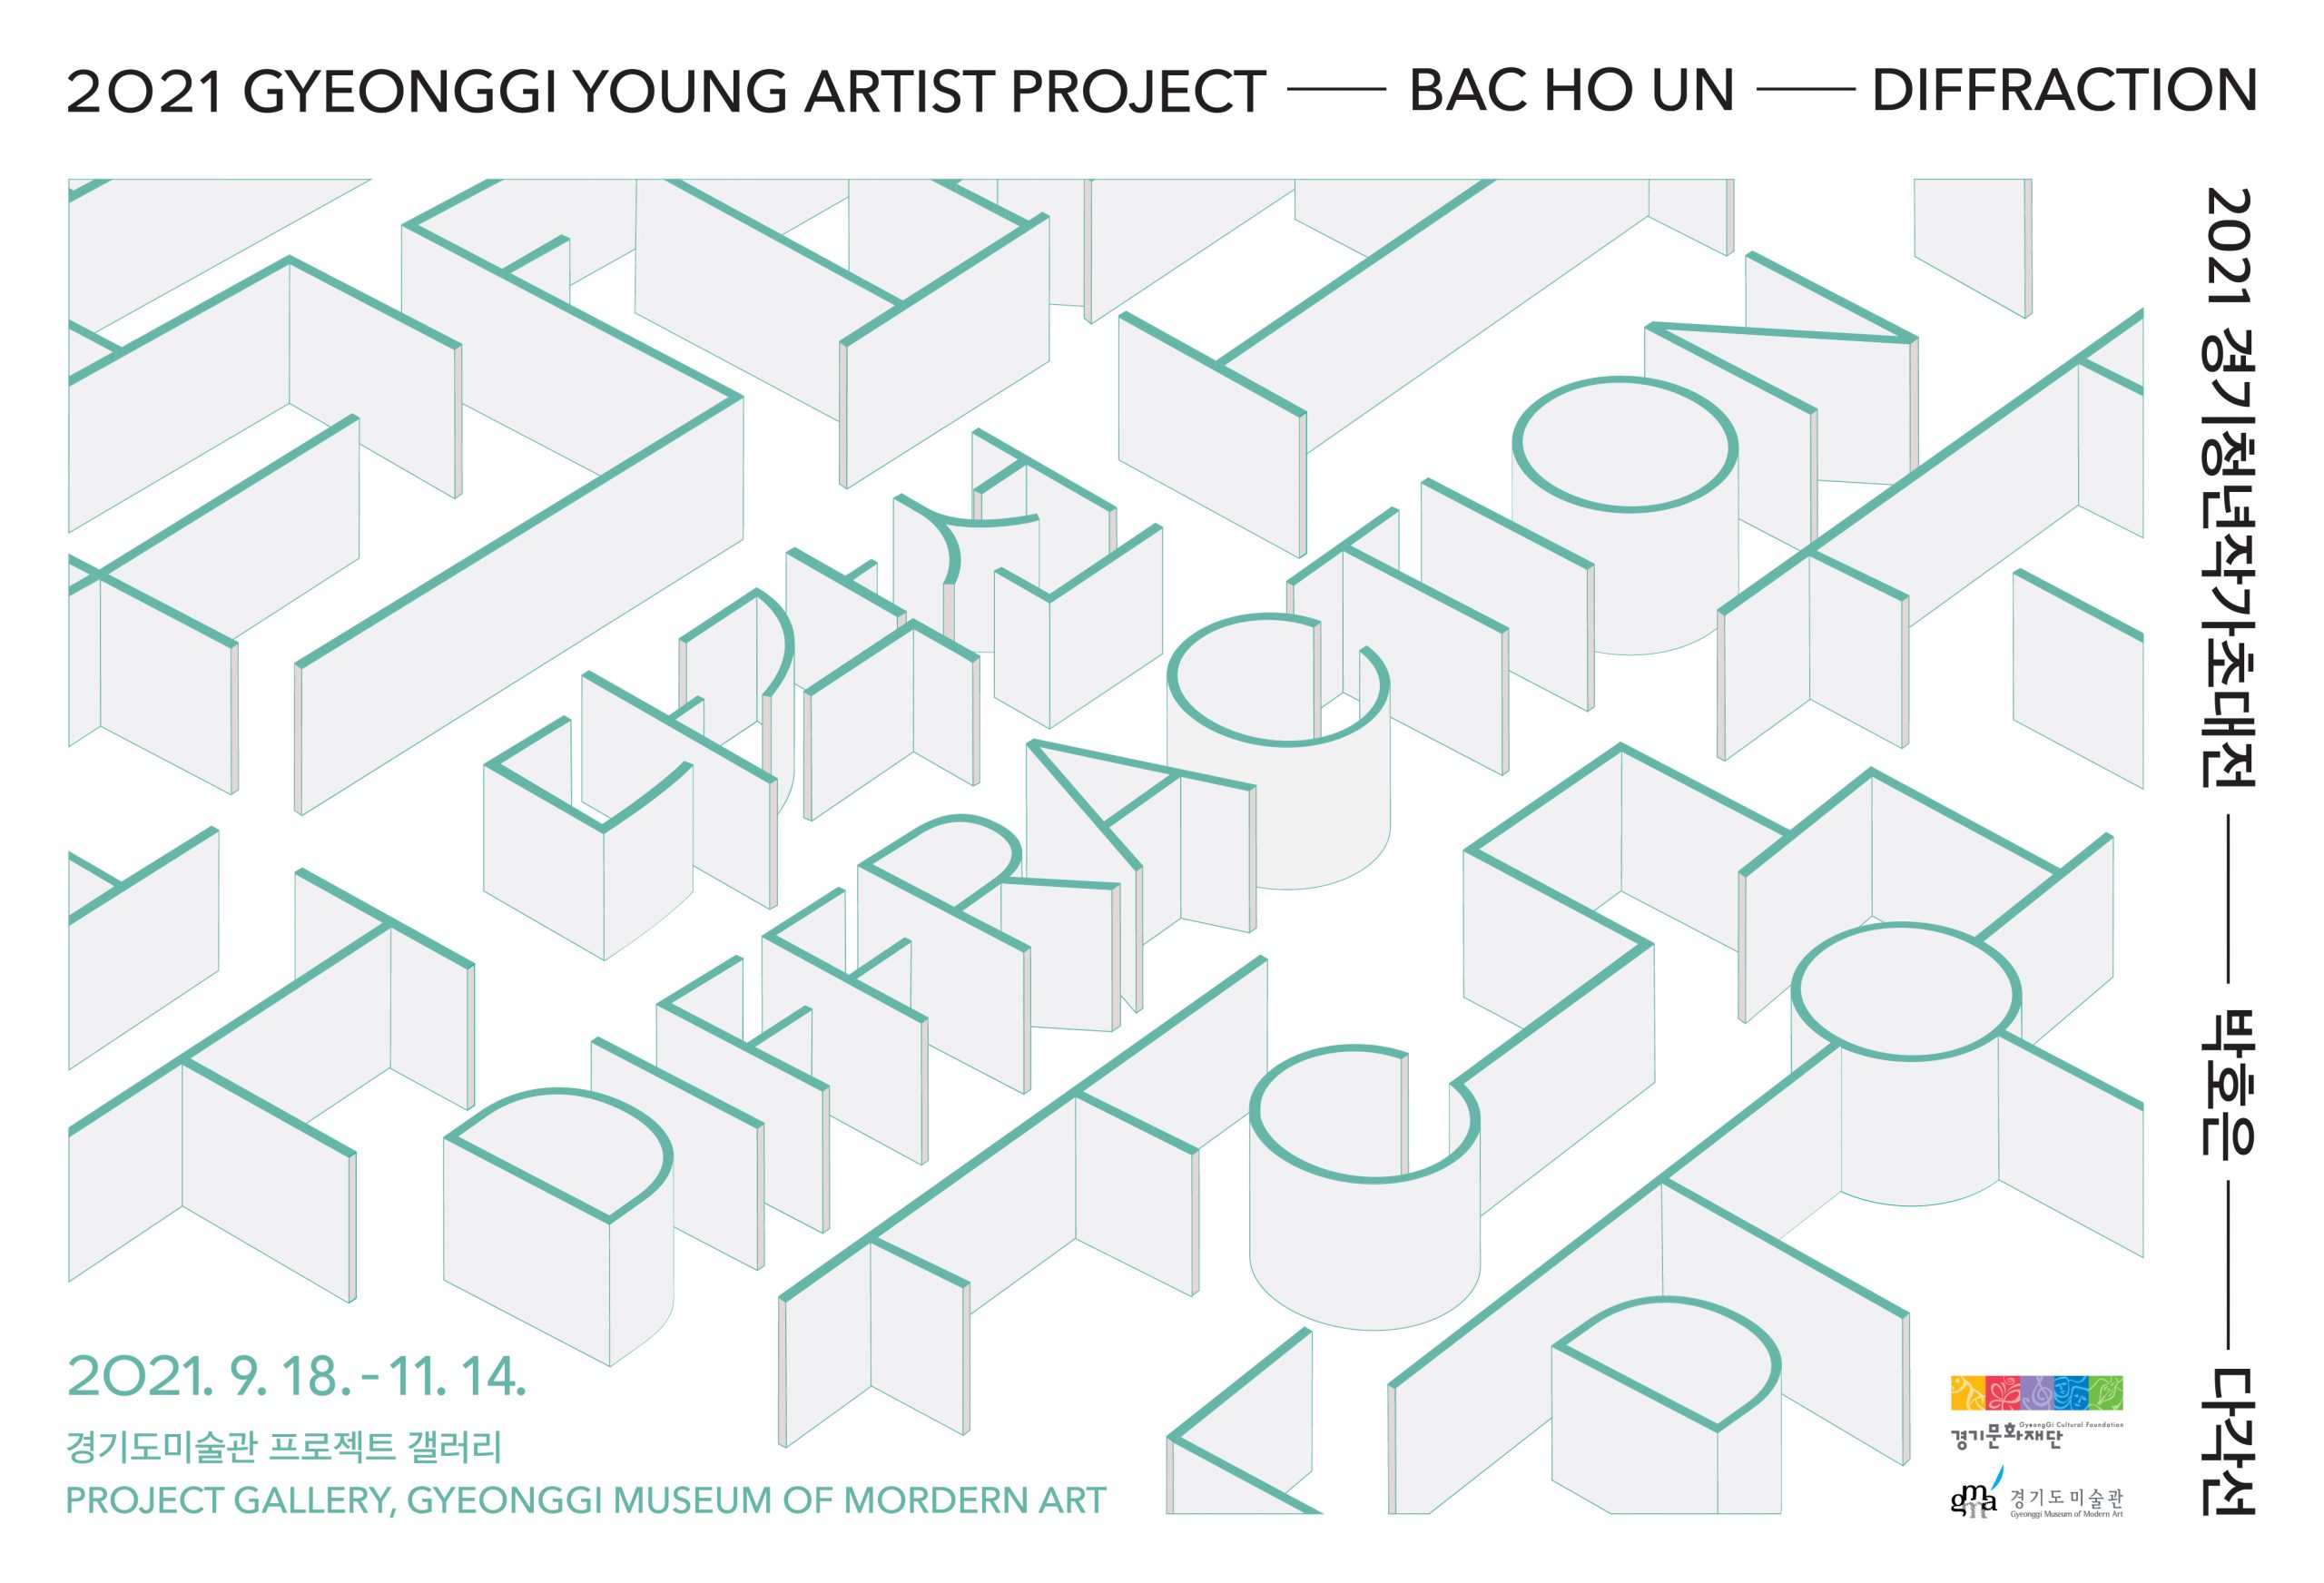 2021 GYEONGGI YOUNG ARTIST PROJECT — BAC HO UN — DIFFRACTION
2021 경기청년작가초대전 — 박호은 — 다각선
2021. 9. 18. - 11. 14.
경기도미술관 프로젝트 갤러리
PROJECT GALLERY, GYEONGGI MUSEUM OF MORDERN ART
GyeongGi Cultural Foundation
경기문화재단
gmma 경기도미술관
Gyeonggi Museum of Modern Art